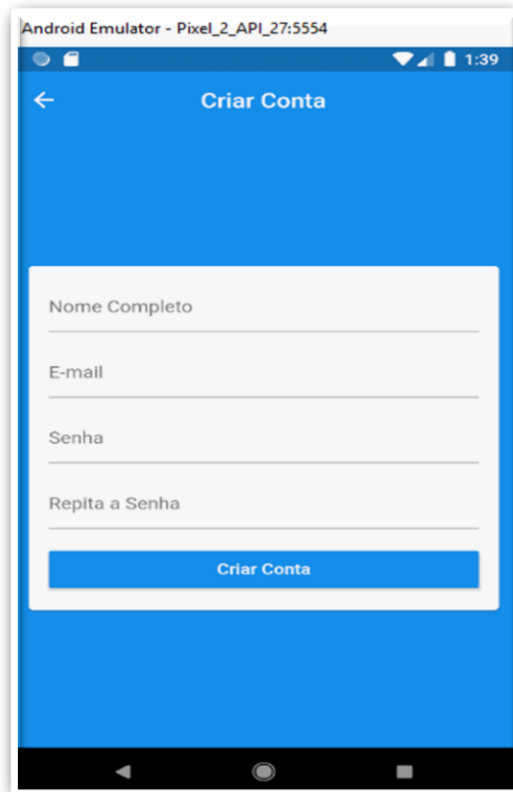 Android Emulator - Pixel_2_API_27:5554
1:39
Criar Conta
Nome Completo
E-mail
Senha
Repita a Senha
Criar Conta